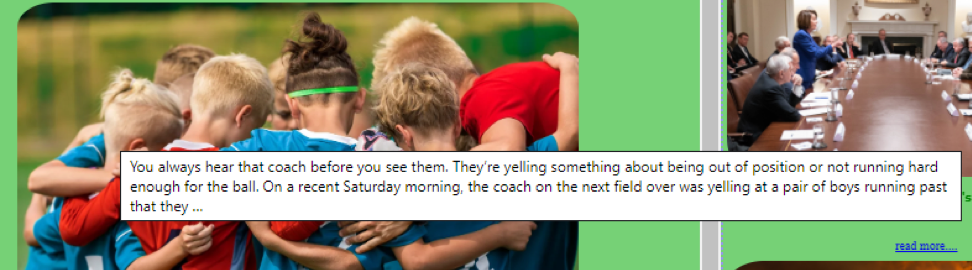 You always hear that coach before you see them. They're yelling something about being out of position or not running hard
enough for the ball. On a recent Saturday morning, the coach on the next field over was yelling at a pair of boys running past
that they ...
's
read more....